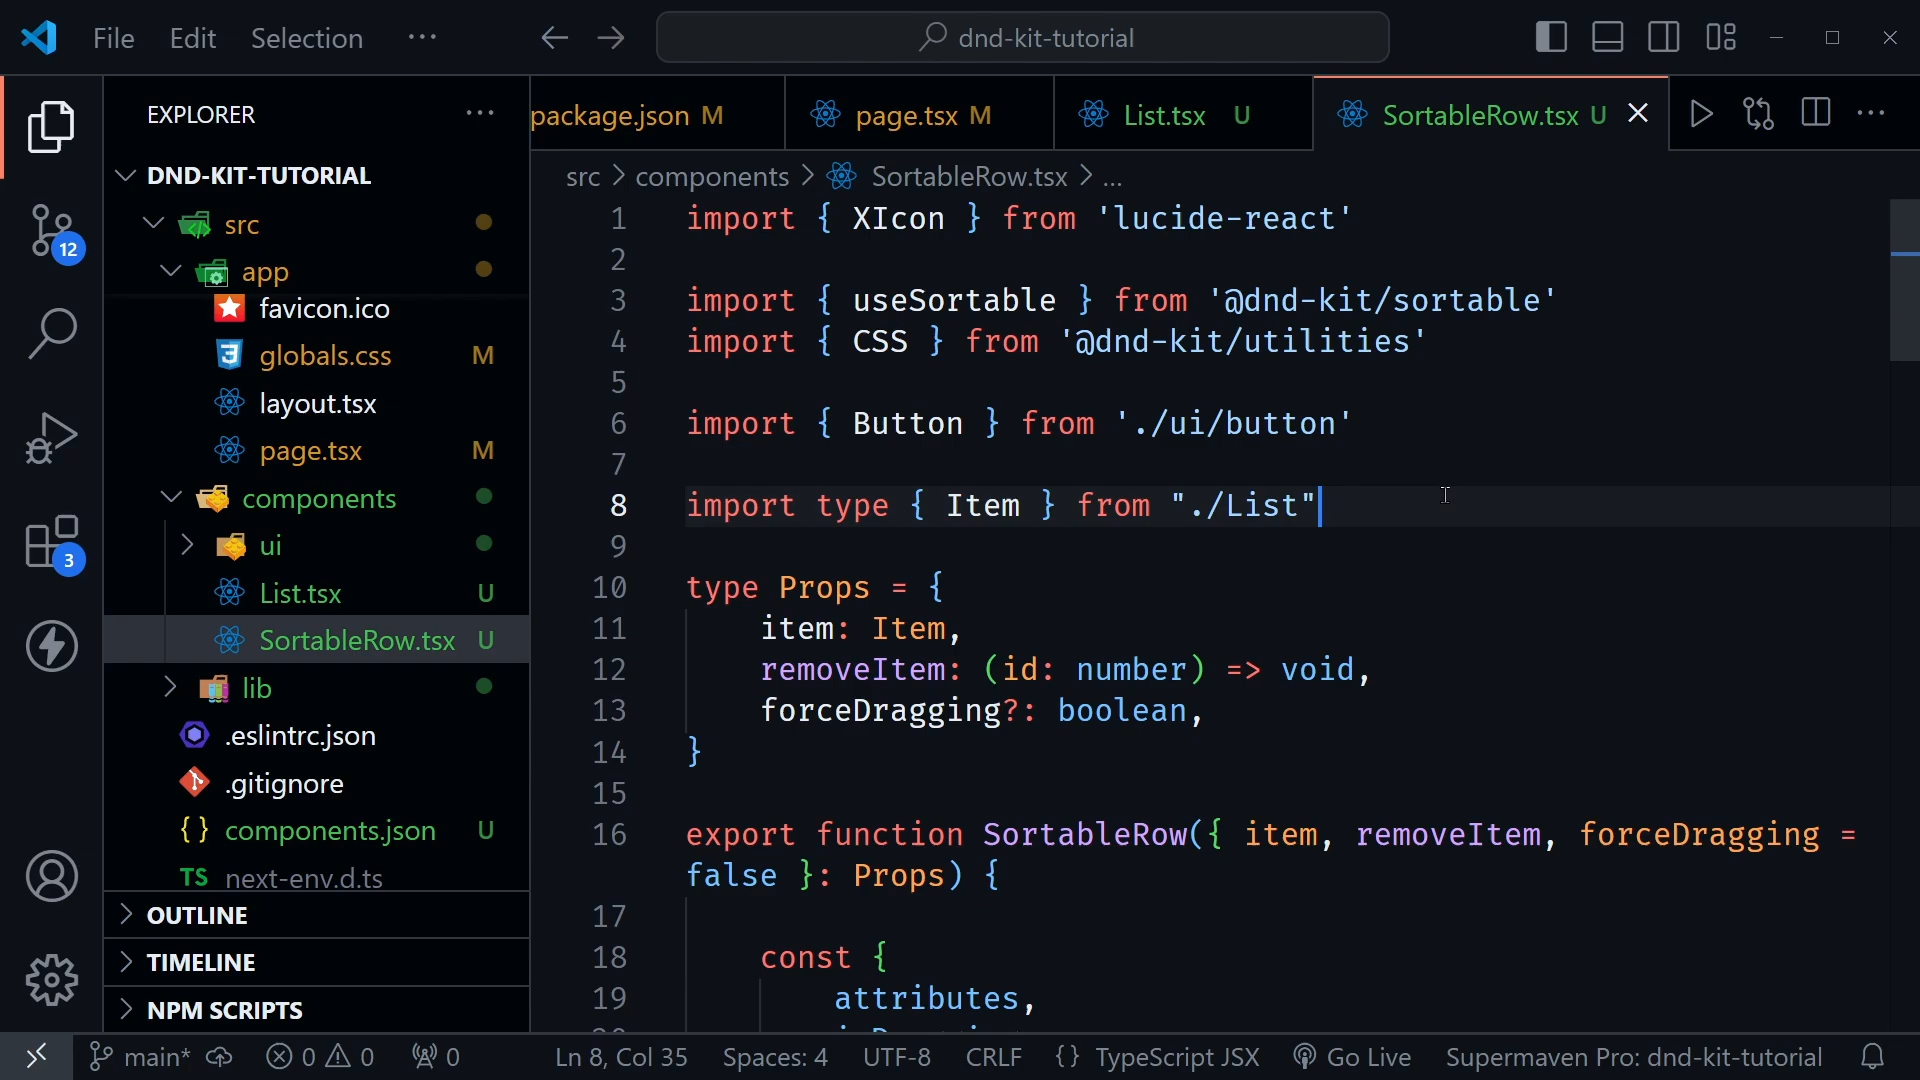 File Edit Selection ···
dnd-kit-tutorial
EXPLORER ···
DND-KIT-TUTORIAL
src
app
favicon.ico
globals.css M
layout.tsx
page.tsx M
components
ui
List.tsx U
SortableRow.tsx U
lib
.eslintrc.json
.gitignore
{ } components.json U
TS next-env.d.ts
OUTLINE
TIMELINE
NPM SCRIPTS
12
3
package.json M
page.tsx M
List.tsx U
SortableRow.tsx U
src > components > SortableRow.tsx > ...
1 import { XIcon } from 'lucide-react'
2
3 import { useSortable } from '@dnd-kit/sortable'
4 import { CSS } from '@dnd-kit/utilities'
5
6 import { Button } from './ui/button'
7
8 import type { Item } from "./List"
9
10 type Props = {
11 item: Item,
12 removeItem: (id: number) => void,
13 forceDragging?: boolean,
14 }
15
16 export function SortableRow({ item, removeItem, forceDragging =
false }: Props) {
17
18 const {
19 attributes,
main* 0 0 0 Ln 8, Col 35 Spaces: 4 UTF-8 CRLF { } TypeScript JSX Go Live Supermaven Pro: dnd-kit-tutorial